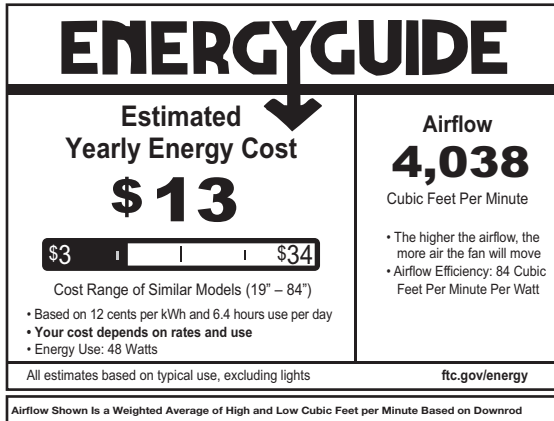 ENERGYGUIDE
Estimated
Yearly Energy Cost
$ 13
$3
$34
Cost Range of Similar Models (19” – 84”)
• Based on 12 cents per kWh and 6.4 hours use per day
• Your cost depends on rates and use
• Energy Use: 48 Watts
Airflow
4,038
Cubic Feet Per Minute
• The higher the airflow, the
more air the fan will move
• Airflow Efficiency: 84 Cubic
Feet Per Minute Per Watt
All estimates based on typical use, excluding lights
ftc.gov/energy
Airflow Shown Is a Weighted Average of High and Low Cubic Feet per Minute Based on Downrod